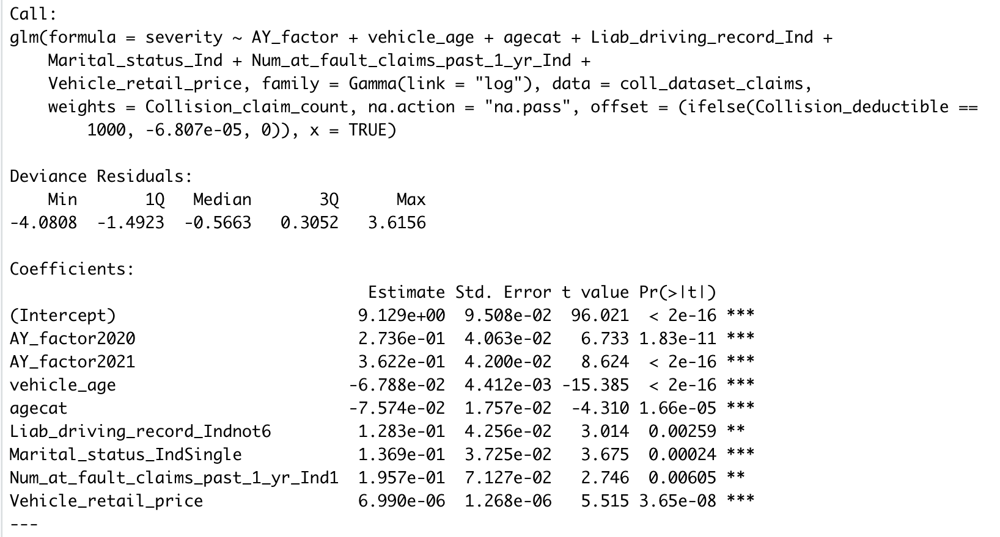 Call:
glm(formula = severity ~ AY_factor + vehicle_age + agecat + Liab_driving_record_Ind +
    Marital_status_Ind + Num_at_fault_claims_past_1_yr_Ind +
    Vehicle_retail_price, family = Gamma(link = "log"), data = coll_dataset_claims,
    weights = Collision_claim_count, na.action = "na.pass", offset = (ifelse(Collision_deductible ==
        1000, -6.807e-05, 0)), x = TRUE)

Deviance Residuals:
    Min       1Q   Median       3Q      Max
-4.0808  -1.4923  -0.5663   0.3052   3.6156

Coefficients:
                                     Estimate Std. Error t value Pr(>|t|)
(Intercept)                         9.129e+00  9.508e-02  96.021  < 2e-16 ***
AY_factor2020                       2.736e-01  4.063e-02   6.733 1.83e-11 ***
AY_factor2021                       3.622e-01  4.200e-02   8.624  < 2e-16 ***
vehicle_age                        -6.788e-02  4.412e-03 -15.385  < 2e-16 ***
agecat                             -7.574e-02  1.757e-02  -4.310 1.66e-05 ***
Liab_driving_record_Indnot6         1.283e-01  4.256e-02   3.014  0.00259 **
Marital_status_IndSingle            1.369e-01  3.725e-02   3.675  0.00024 ***
Num_at_fault_claims_past_1_yr_Ind1  1.957e-01  7.127e-02   2.746  0.00605 **
Vehicle_retail_price                6.990e-06  1.268e-06   5.515 3.65e-08 ***
---